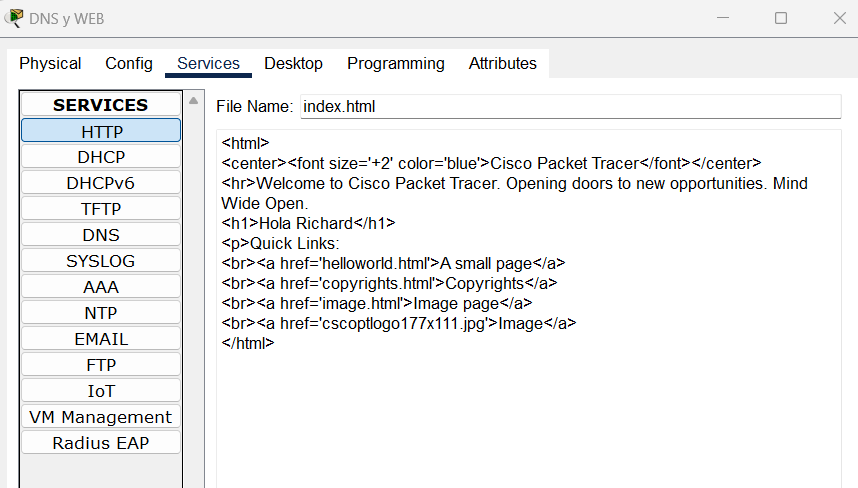 DNS y WEB
Physical Config Services Desktop Programming Attributes
SERVICES
HTTP
DHCP
DHCPv6
TFTP
DNS
SYSLOG
AAA
NTP
EMAIL
FTP
IoT
VM Management
Radius EAP
File Name: index.html
<html>
<center><font size='+2' color='blue'>Cisco Packet Tracer</font></center>
<hr>Welcome to Cisco Packet Tracer. Opening doors to new opportunities. Mind
Wide Open.
<h1>Hola Richard</h1>
<p>Quick Links:
<br><a href='helloworld.html'>A small page</a>
<br><a href='copyrights.html'>Copyrights</a>
<br><a href='image.html'>Image page</a>
<br><a href='cscoptlogo177x111.jpg'>Image</a>
</html>